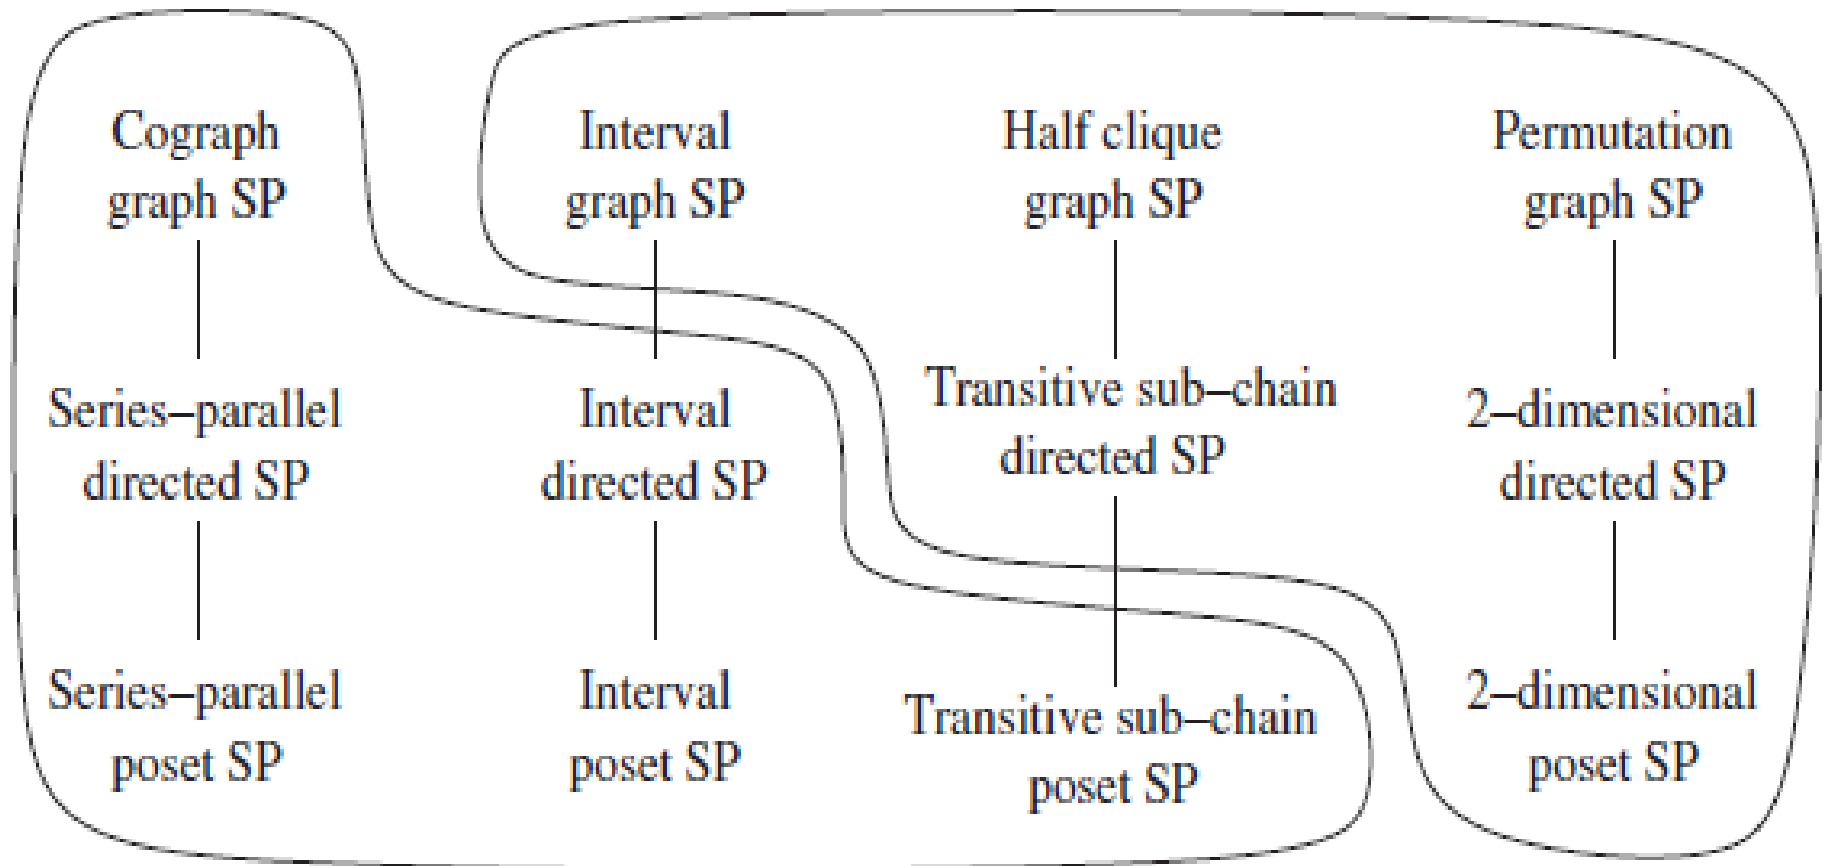 Cograph
graph SP
Interval
graph SP
Half clique
graph SP
Permutation
graph SP
Series–parallel
directed SP
Interval
directed SP
Transitive sub–chain
directed SP
2–dimensional
directed SP
Series–parallel
poset SP
Interval
poset SP
Transitive sub–chain
poset SP
2–dimensional
poset SP